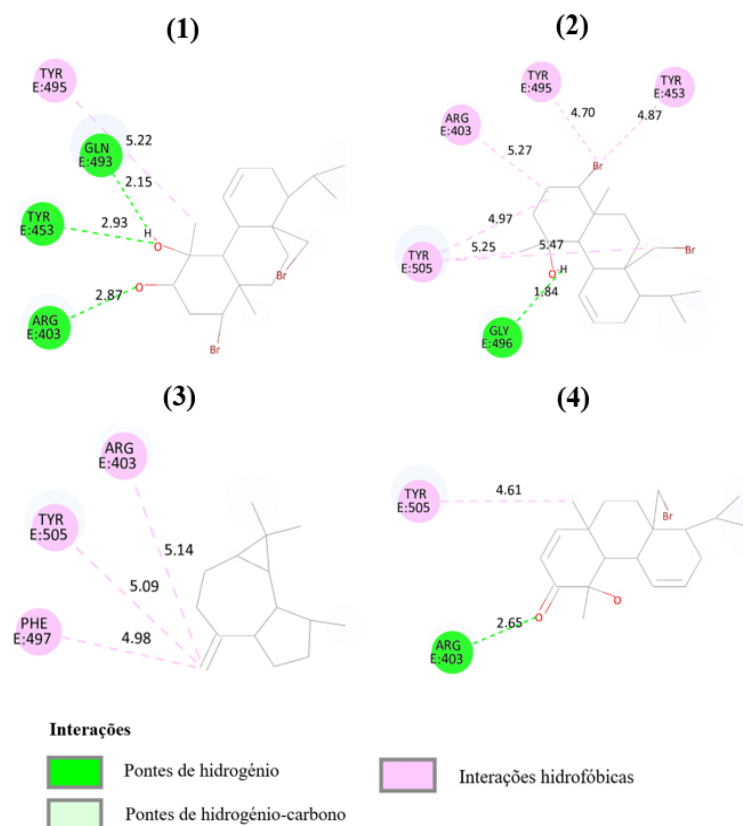 (1)
TYR
E:495
5.22
GLN
E:493
2.15
TYR
E:453
2.93
H
O
O
2.87
ARG
E:403
Br
Br
(2)
TYR
E:495
TYR
E:453
ARG
E:403
4.70
4.87
5.27
Br
4.97
TYR
E:505
5.25
5.47
Br
O
H
1.84
GLY
E:496
(3)
ARG
E:403
TYR
E:505
5.14
5.09
PHE
E:497
4.98
(4)
TYR
E:505
4.61
Br
O
O
2.65
ARG
E:403
Interações
Pontes de hidrogénio
Interações hidrofóbicas
Pontes de hidrogénio-carbono